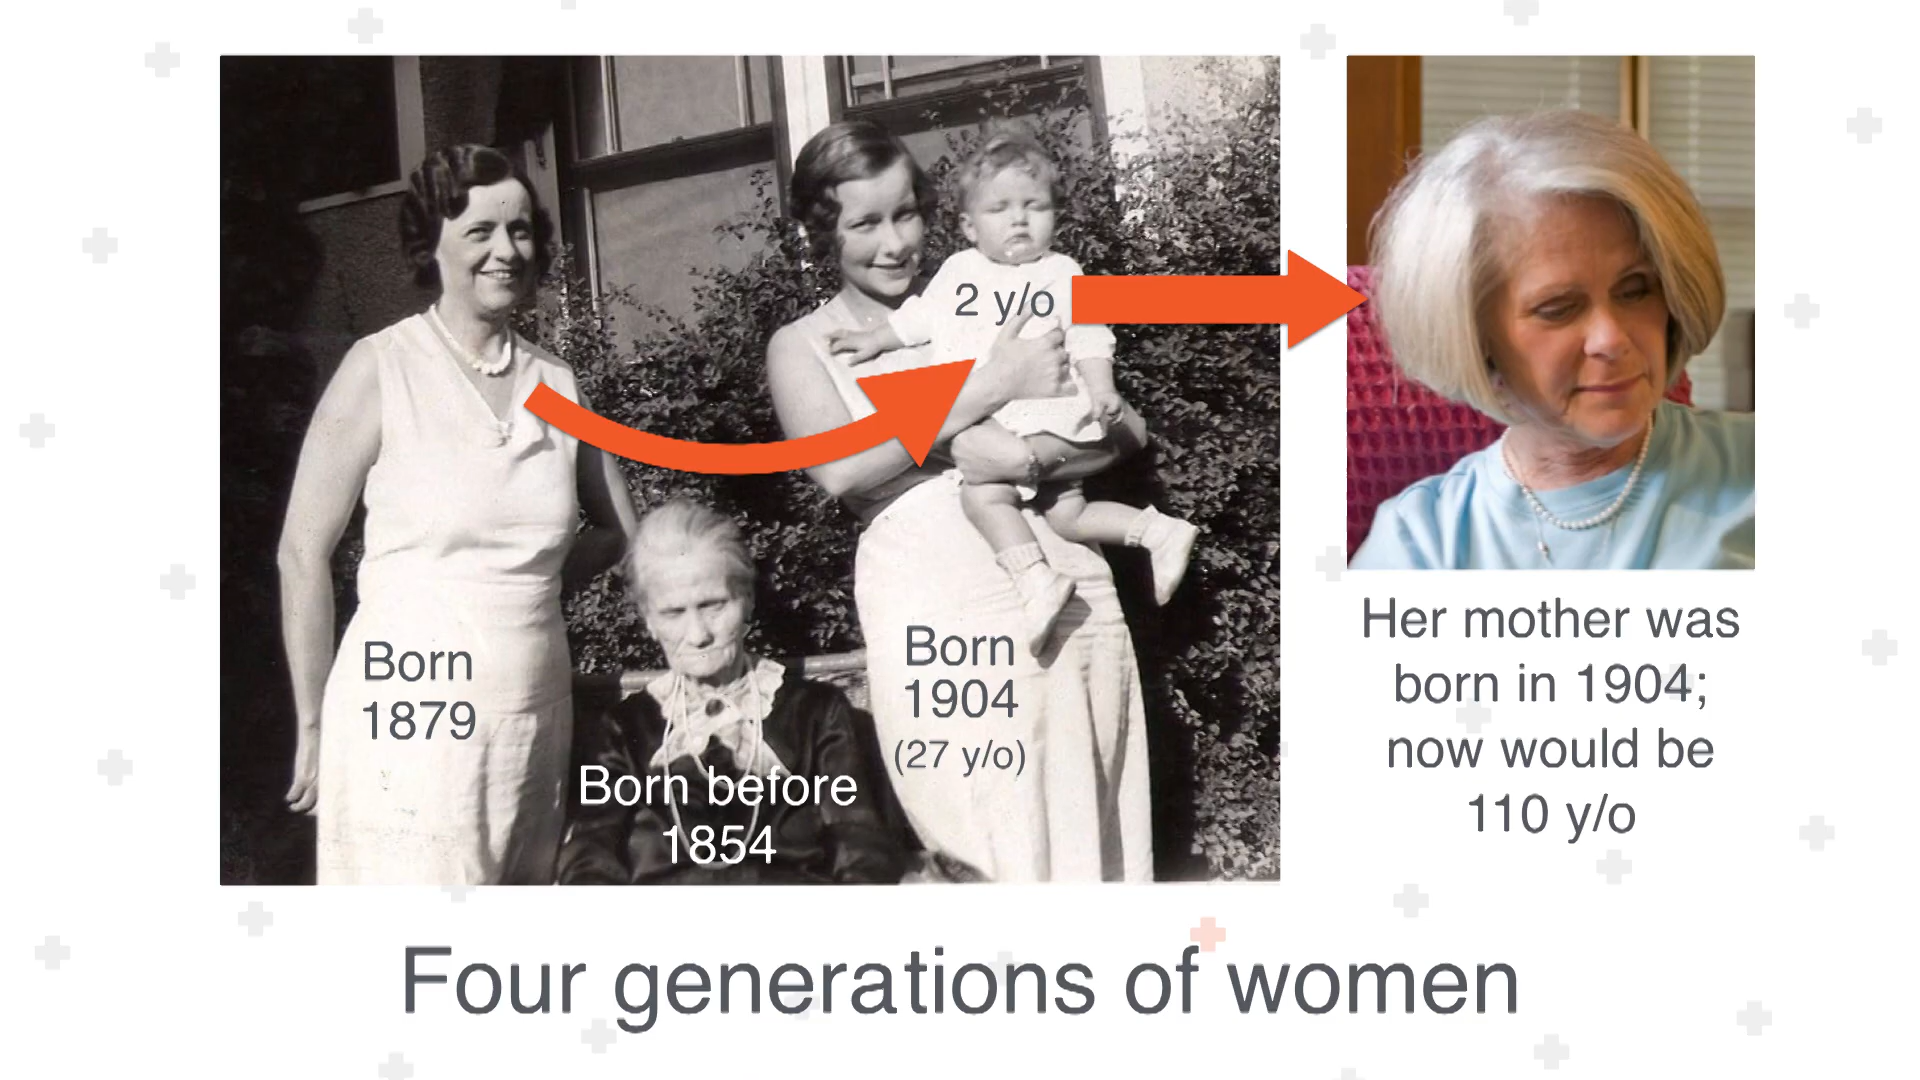 2 y/o
Born
1879
Born before
1854
Born
1904
(27 y/o)
Her mother was
born in 1904;
now would be
110 y/o
Four generations of women